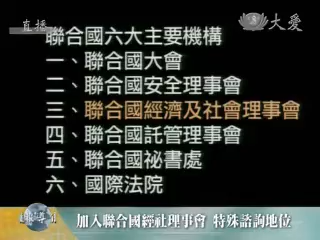 直播
大愛
聯合國六大主要機構
一、聯合國大會
二、聯合國安全理事會
三、聯合國經濟及社會理事會
四、聯合國託管理事會
五、聯合國祕書處
六、國際法院
加入聯合國經社理事會 特殊諮詢地位